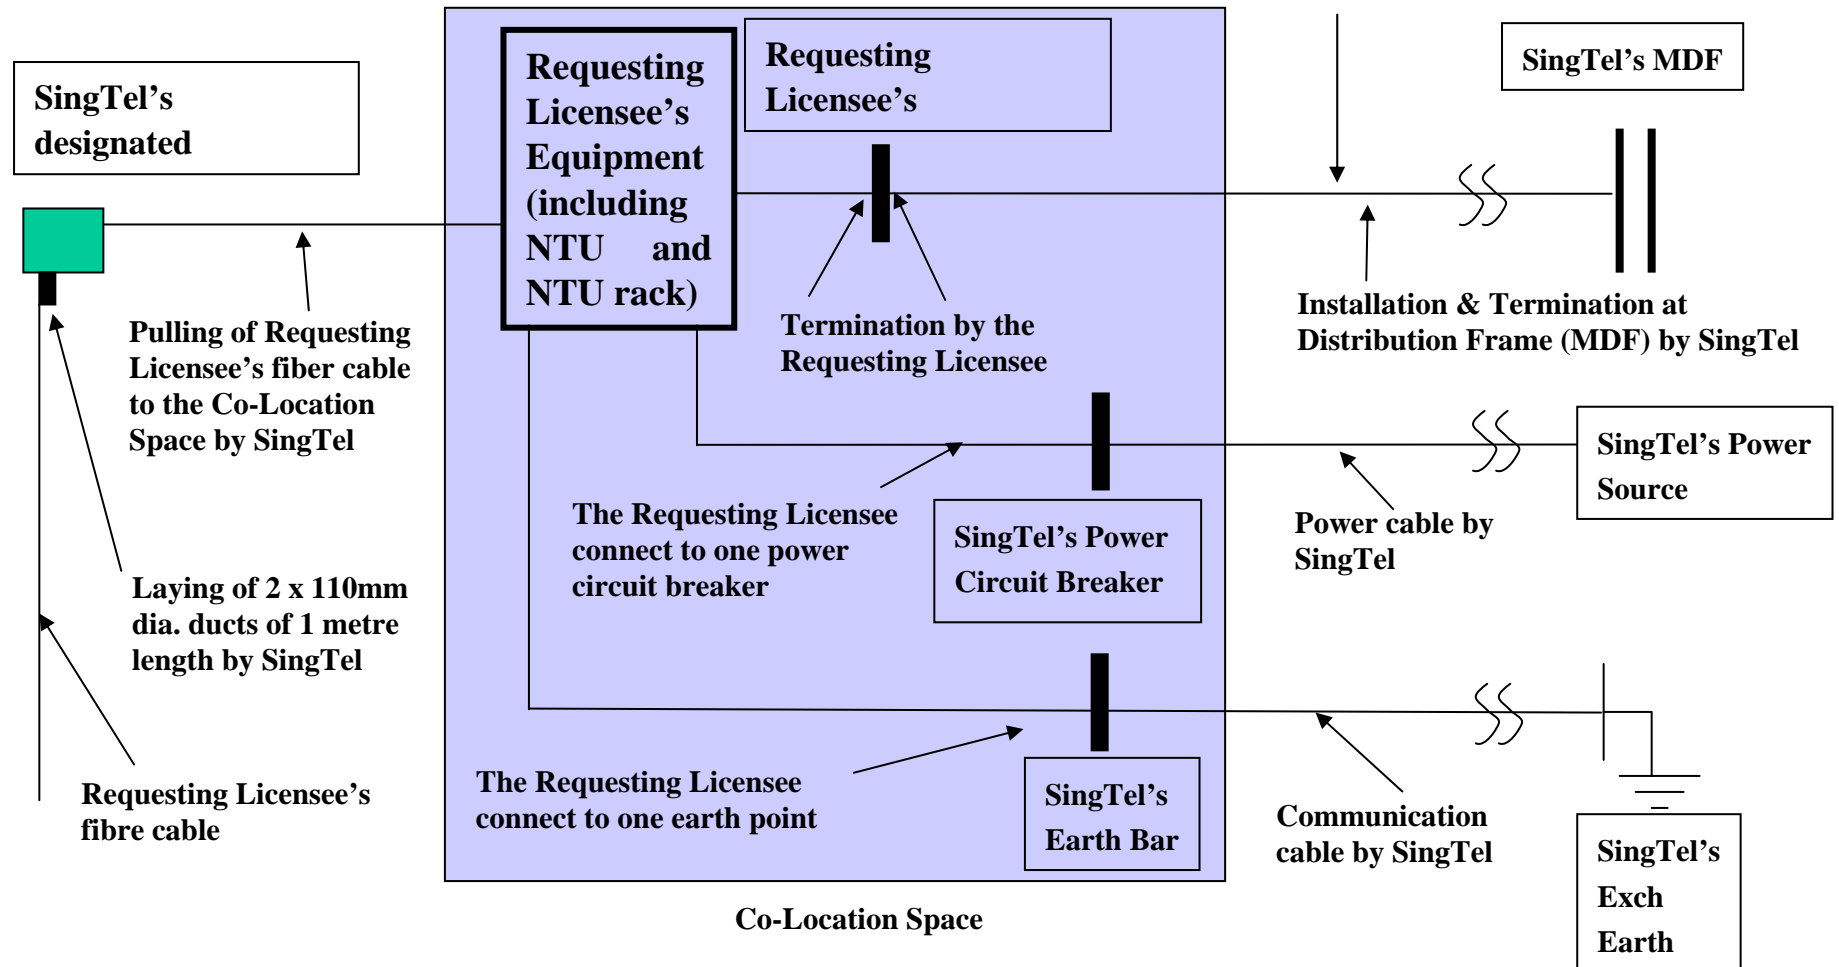 SingTel's
designated
Requesting
Licensee's
Equipment
(including
NTU and
NTU rack)
Requesting
Licensee's
SingTel's MDF
Pulling of Requesting
Licensee's fiber cable
to the Co-Location
Space by SingTel
Termination by the
Requesting Licensee
Installation & Termination at
Distribution Frame (MDF) by SingTel
The Requesting Licensee
connect to one power
circuit breaker
SingTel's Power
Circuit Breaker
Power cable by
SingTel
SingTel's Power
Source
Laying of 2 x 110mm
dia. ducts of 1 metre
length by SingTel
Requesting Licensee's
fibre cable
The Requesting Licensee
connect to one earth point
SingTel's
Earth Bar
Communication
cable by SingTel
SingTel's
Exch
Earth
Co-Location Space